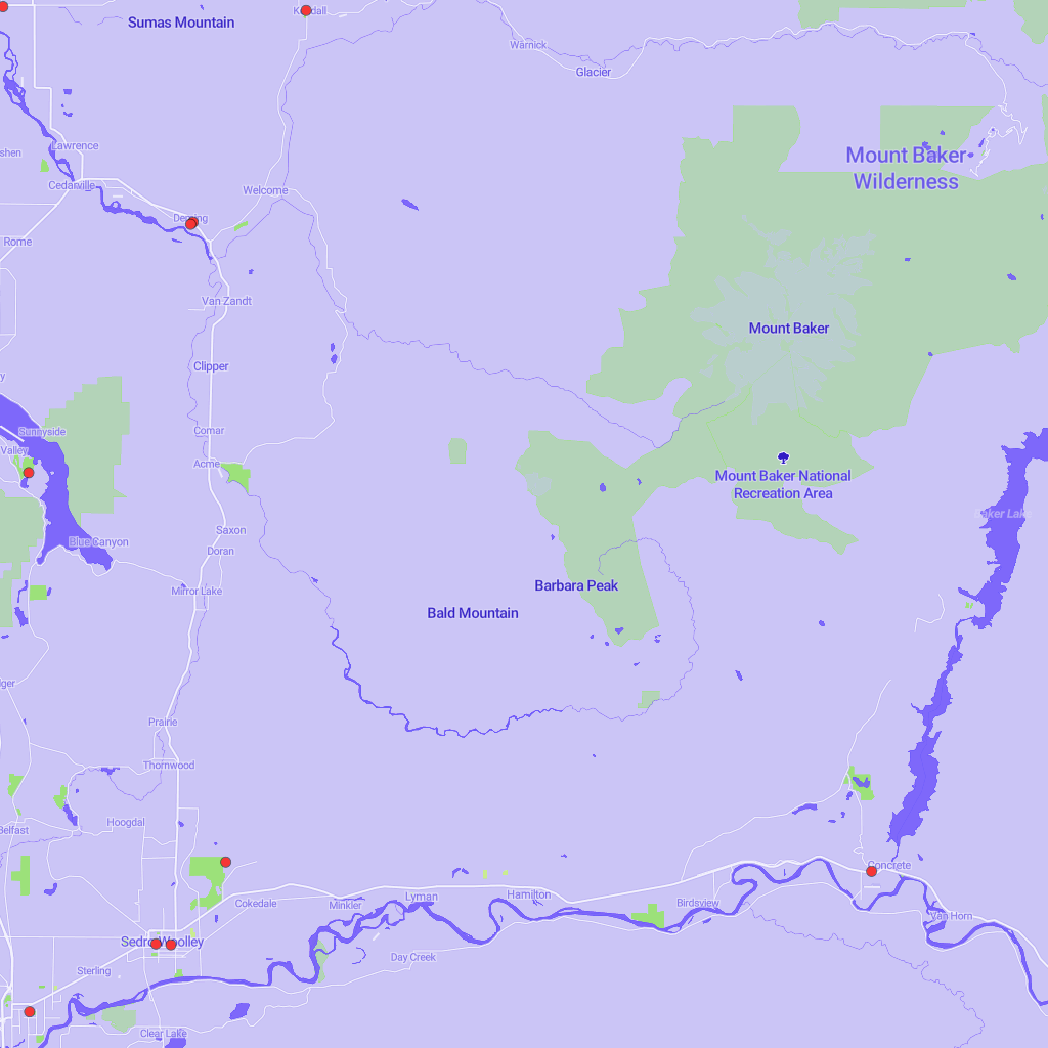 Kendall
Sumas Mountain
Warnick
Glacier
Lawrence
shen
Mount Baker
Wilderness
Cedarville
Welcome
Deming
Rome
Van Zandt
Mount Baker
Clipper
Comar
Sunnyside
Valley
Acme
Mount Baker National
Recreation Area
Baker Lake
Saxon
Blue Canyon
Doran
Barbara Peak
Mirror Lake
Bald Mountain
ger
Prairie
Thornwood
Hoogdal
Belfast
Concrete
Hamilton
Lyman
Cokedale
Minkler
Birdsview
Van Horn
Sedro-Woolley
Day Creek
Sterling
Clear Lake